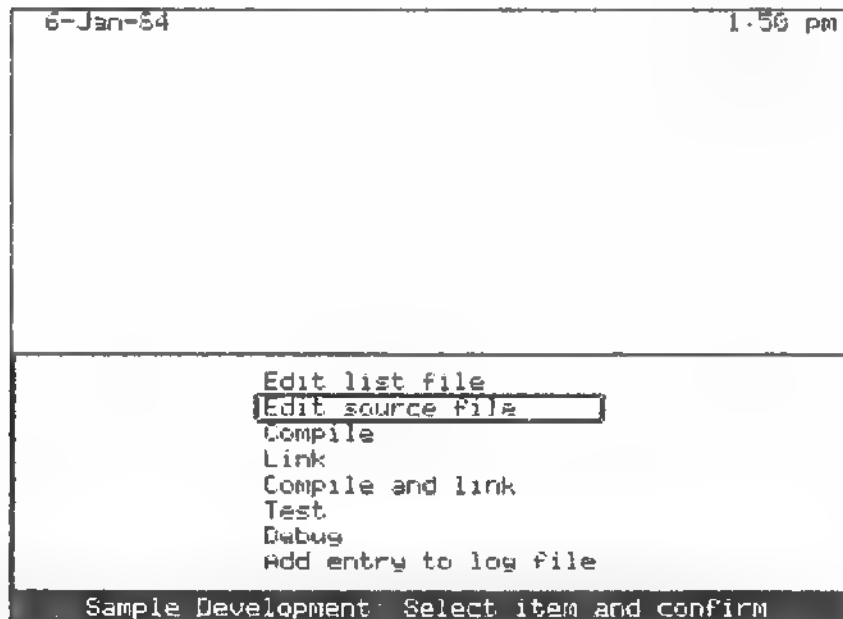 6-Jan-84 1:50 pm
Edit list file
Edit source file
Compile
Link
Compile and link
Test
Debug
Add entry to log file
Sample Development: Select item and confirm